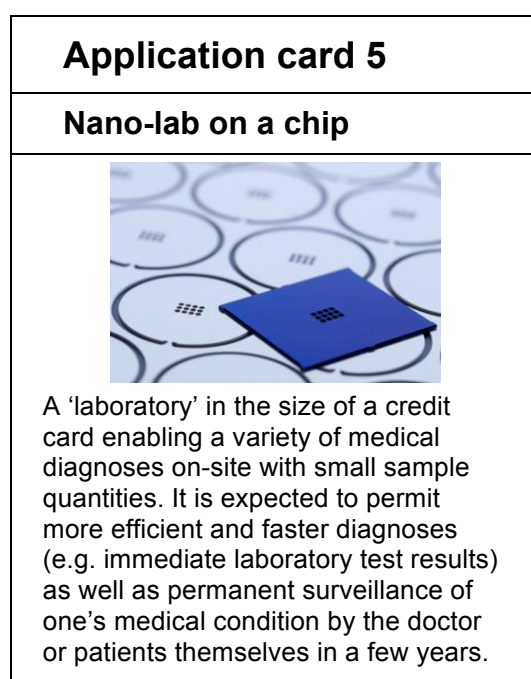 Application card 5
Nano-lab on a chip
A ‘laboratory’ in the size of a credit
card enabling a variety of medical
diagnoses on-site with small sample
quantities. It is expected to permit
more efficient and faster diagnoses
(e.g. immediate laboratory test results)
as well as permanent surveillance of
one’s medical condition by the doctor
or patients themselves in a few years.